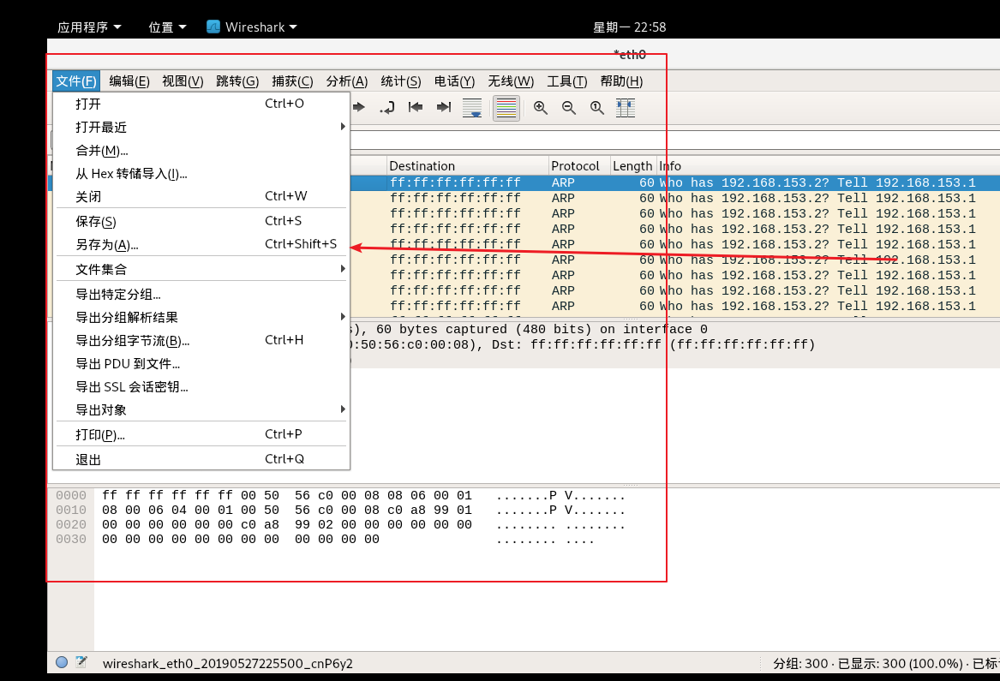 应用程序 位置 Wireshark 星期一 22:58
*eth0
文件(F) 编辑(E) 视图(V) 跳转(G) 捕获(C) 分析(A) 统计(S) 电话(Y) 无线(W) 工具(T) 帮助(H)
打开 Ctrl+O
打开最近
合并(M)...
从 Hex 转储导入(I)...
关闭 Ctrl+W
保存(S) Ctrl+S
另存为(A)... Ctrl+Shift+S
文件集合
导出特定分组...
导出分组解析结果
导出分组字节流(B)... Ctrl+H
导出 PDU 到文件...
导出 SSL 会话密钥...
导出对象
打印(P)... Ctrl+P
退出 Ctrl+Q
Destination Protocol Length Info
ff:ff:ff:ff:ff:ff ARP 60 Who has 192.168.153.2? Tell 192.168.153.1
ff:ff:ff:ff:ff:ff ARP 60 Who has 192.168.153.2? Tell 192.168.153.1
ff:ff:ff:ff:ff:ff ARP 60 Who has 192.168.153.2? Tell 192.168.153.1
ff:ff:ff:ff:ff:ff ARP 60 Who has 192.168.153.2? Tell 192.168.153.1
ff:ff:ff:ff:ff:ff ARP 60 Who has 192.168.153.2? Tell 192.168.153.1
ff:ff:ff:ff:ff:ff ARP 60 Who has 192.168.153.2? Tell 192.168.153.1
ff:ff:ff:ff:ff:ff ARP 60 Who has 192.168.153.2? Tell 192.168.153.1
ff:ff:ff:ff:ff:ff ARP 60 Who has 192.168.153.2? Tell 192.168.153.1
ff:ff:ff:ff:ff:ff ARP 60 Who has 192.168.153.2? Tell 192.168.153.1
), 60 bytes captured (480 bits) on interface 0
:50:56:c0:00:08), Dst: ff:ff:ff:ff:ff:ff (ff:ff:ff:ff:ff:ff)
0000 ff ff ff ff ff ff 00 50 56 c0 00 08 08 06 00 01 .......P V.......
0010 08 00 06 04 00 01 00 50 56 c0 00 08 c0 a8 99 01 .......P V.......
0020 00 00 00 00 00 00 c0 a8 99 02 00 00 00 00 00 00 ........ ........
0030 00 00 00 00 00 00 00 00 00 00 00 00 ........ ....
wireshark_eth0_20190527225500_cnP6y2 分组: 300 · 已显示: 300 (100.0%) · 已标